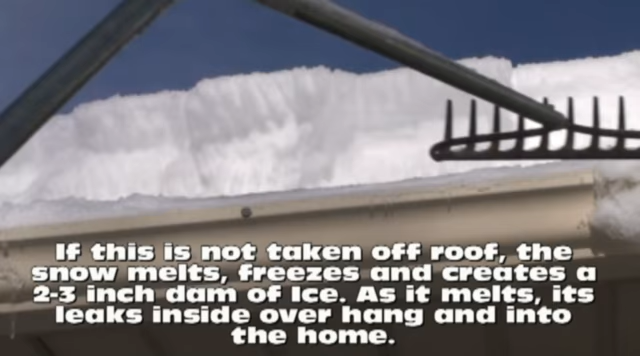 If this is not taken off roof, the
snow melts, freezes and creates a
2-3 inch dam of Ice. As it melts, its
leaks inside over hang and into
the home.